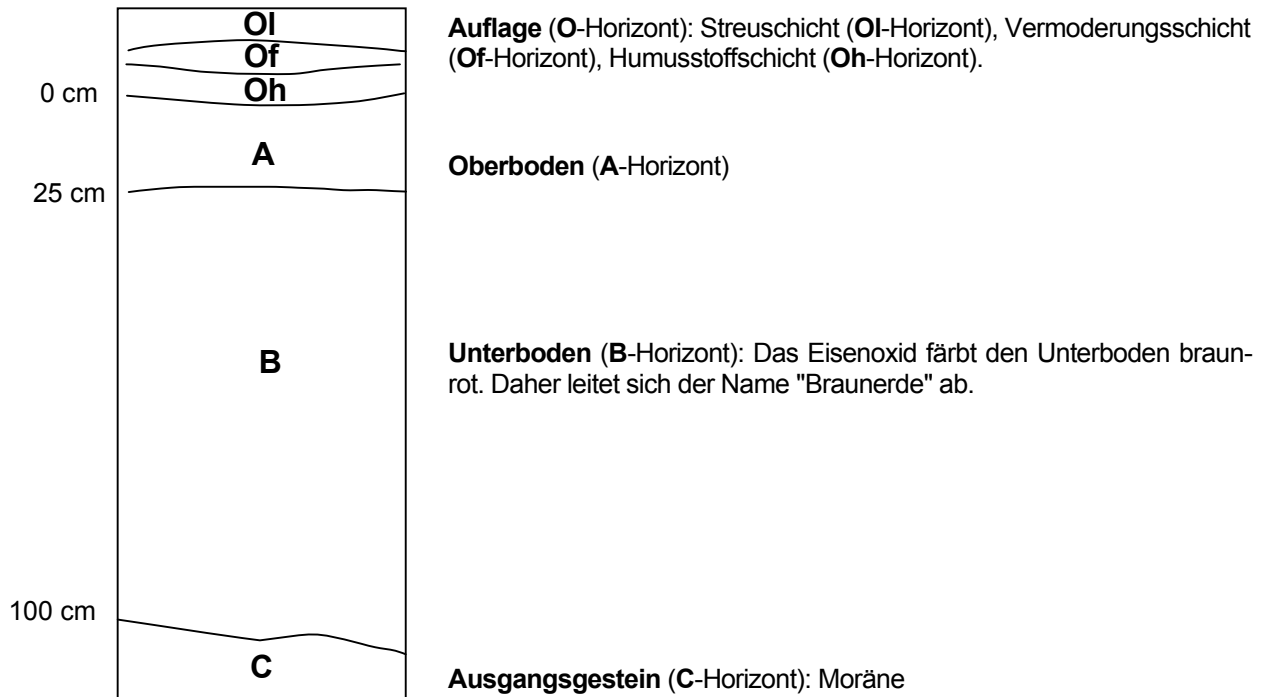 Ol
Auflage (O-Horizont): Streuschicht (Ol-Horizont), Vermoderungsschicht
Of
(Of-Horizont), Humusstoffschicht (Oh-Horizont).
0 cm
Oh
A
Oberboden (A-Horizont)
25 cm
B
Unterboden (B-Horizont): Das Eisenoxid färbt den Unterboden braun-
rot. Daher leitet sich der Name "Braunerde" ab.
100 cm
C
Ausgangsgestein (C-Horizont): Moräne